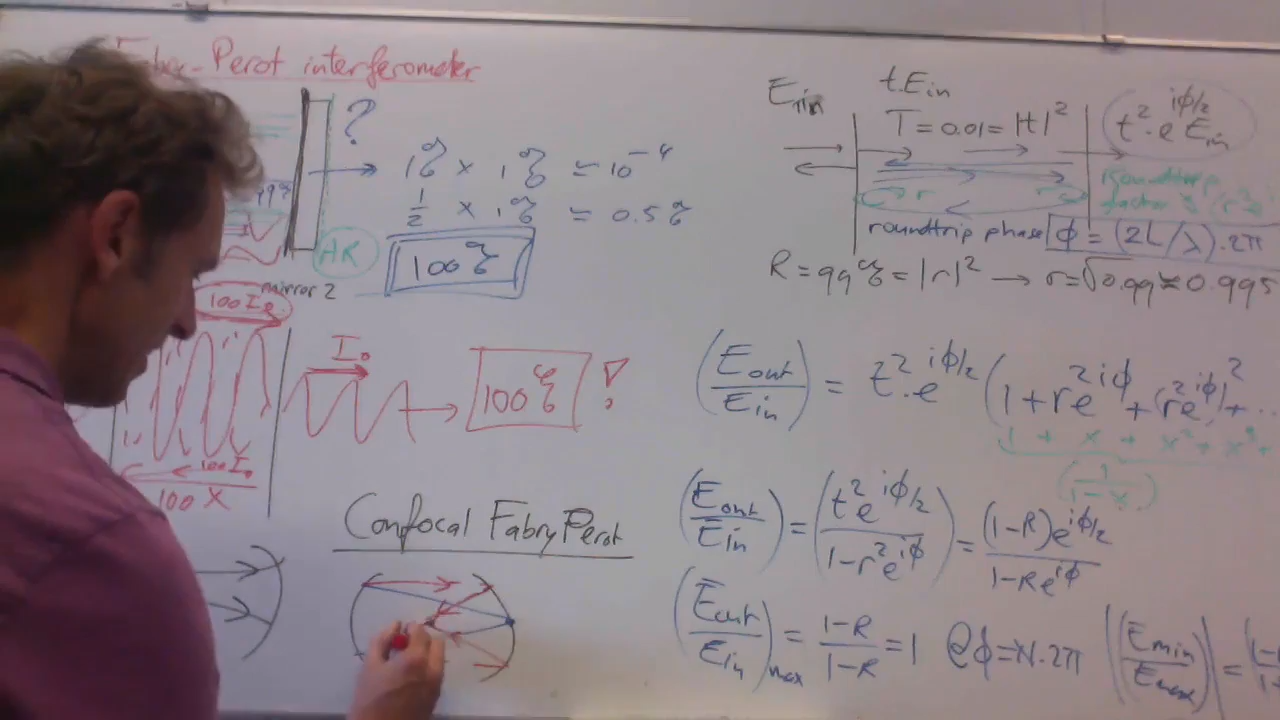 Perot interferometer
?
1% × 1% ≈ 10⁻⁴
½ × 1% ≈ 0.5%
100%
AR
mirror 2
100 I₀
I₀
100% !
100 I₀
100 X
Confocal Fabry Perot
E_in
t.E_in
T = 0.01 = |t|²
t².e^{iφ/2} E_in
r
roundtrip
roundtrip phase φ = (2L/λ).2π
R = 99% = |r|² → r = √0.99 ≈ 0.995
(E_out/E_in) = t².e^{iφ/2} (1 + r²e^{iφ} + (r²e^{iφ})² + ...
1 + x + x² + x³ +
(1/(1-x))
(E_out/E_in) = (t²e^{iφ/2}/(1-r²e^{iφ})) = (1-R)e^{iφ/2}/(1-Re^{iφ})
(E_out/E_in)_max = (1-R)/(1-R) = 1 @ φ = N.2π |(E_min/E_max)| =